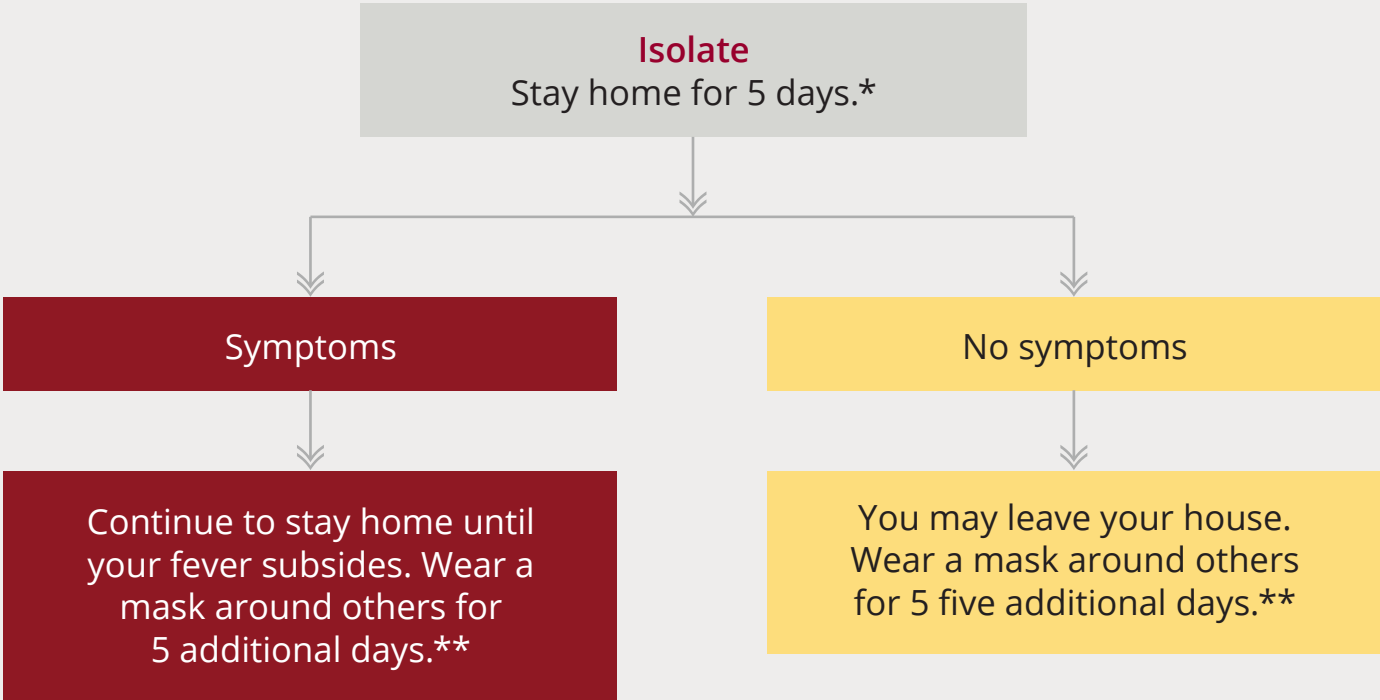 Isolate
Stay home for 5 days.*
Symptoms
No symptoms
Continue to stay home until
your fever subsides. Wear a
mask around others for
5 additional days.**
You may leave your house.
Wear a mask around others
for 5 five additional days.**